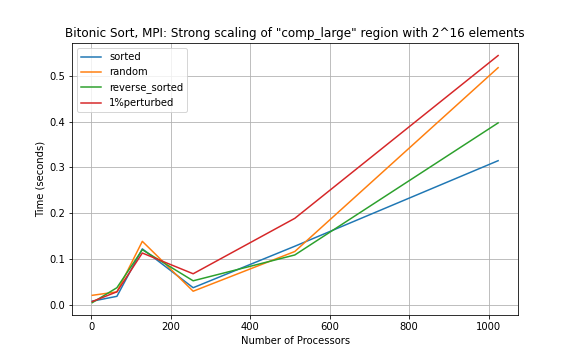 Bitonic Sort, MPI: Strong scaling of "comp_large" region with 2^16 elements
sorted
random
reverse_sorted
1%perturbed
0.5
0.4
0.3
0.2
0.1
0.0
Time (seconds)
0 200 400 600 800 1000
Number of Processors